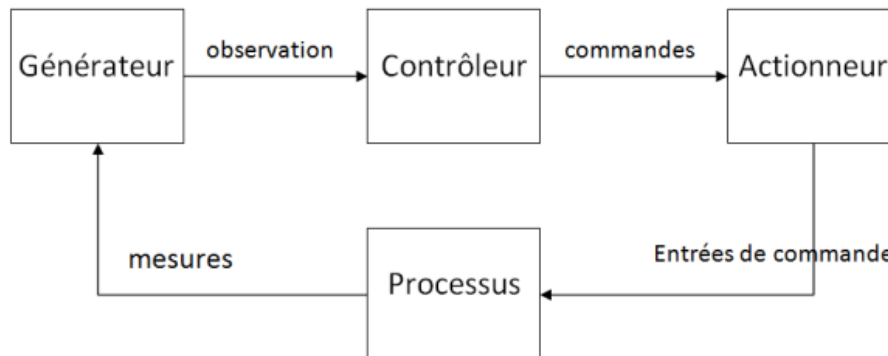 observation
commandes
Générateur
Contrôleur
Actionneur
mesures
Entrées de commande
Processus